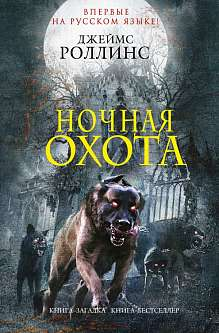 ВПЕРВЫЕ
НА РУССКОМ ЯЗЫКЕ!
ДЖЕЙМС
РОЛЛИНС
НОЧНАЯ
ОХОТА
КНИГА-ЗАГАДКА КНИГА-БЕСТСЕЛЛЕР